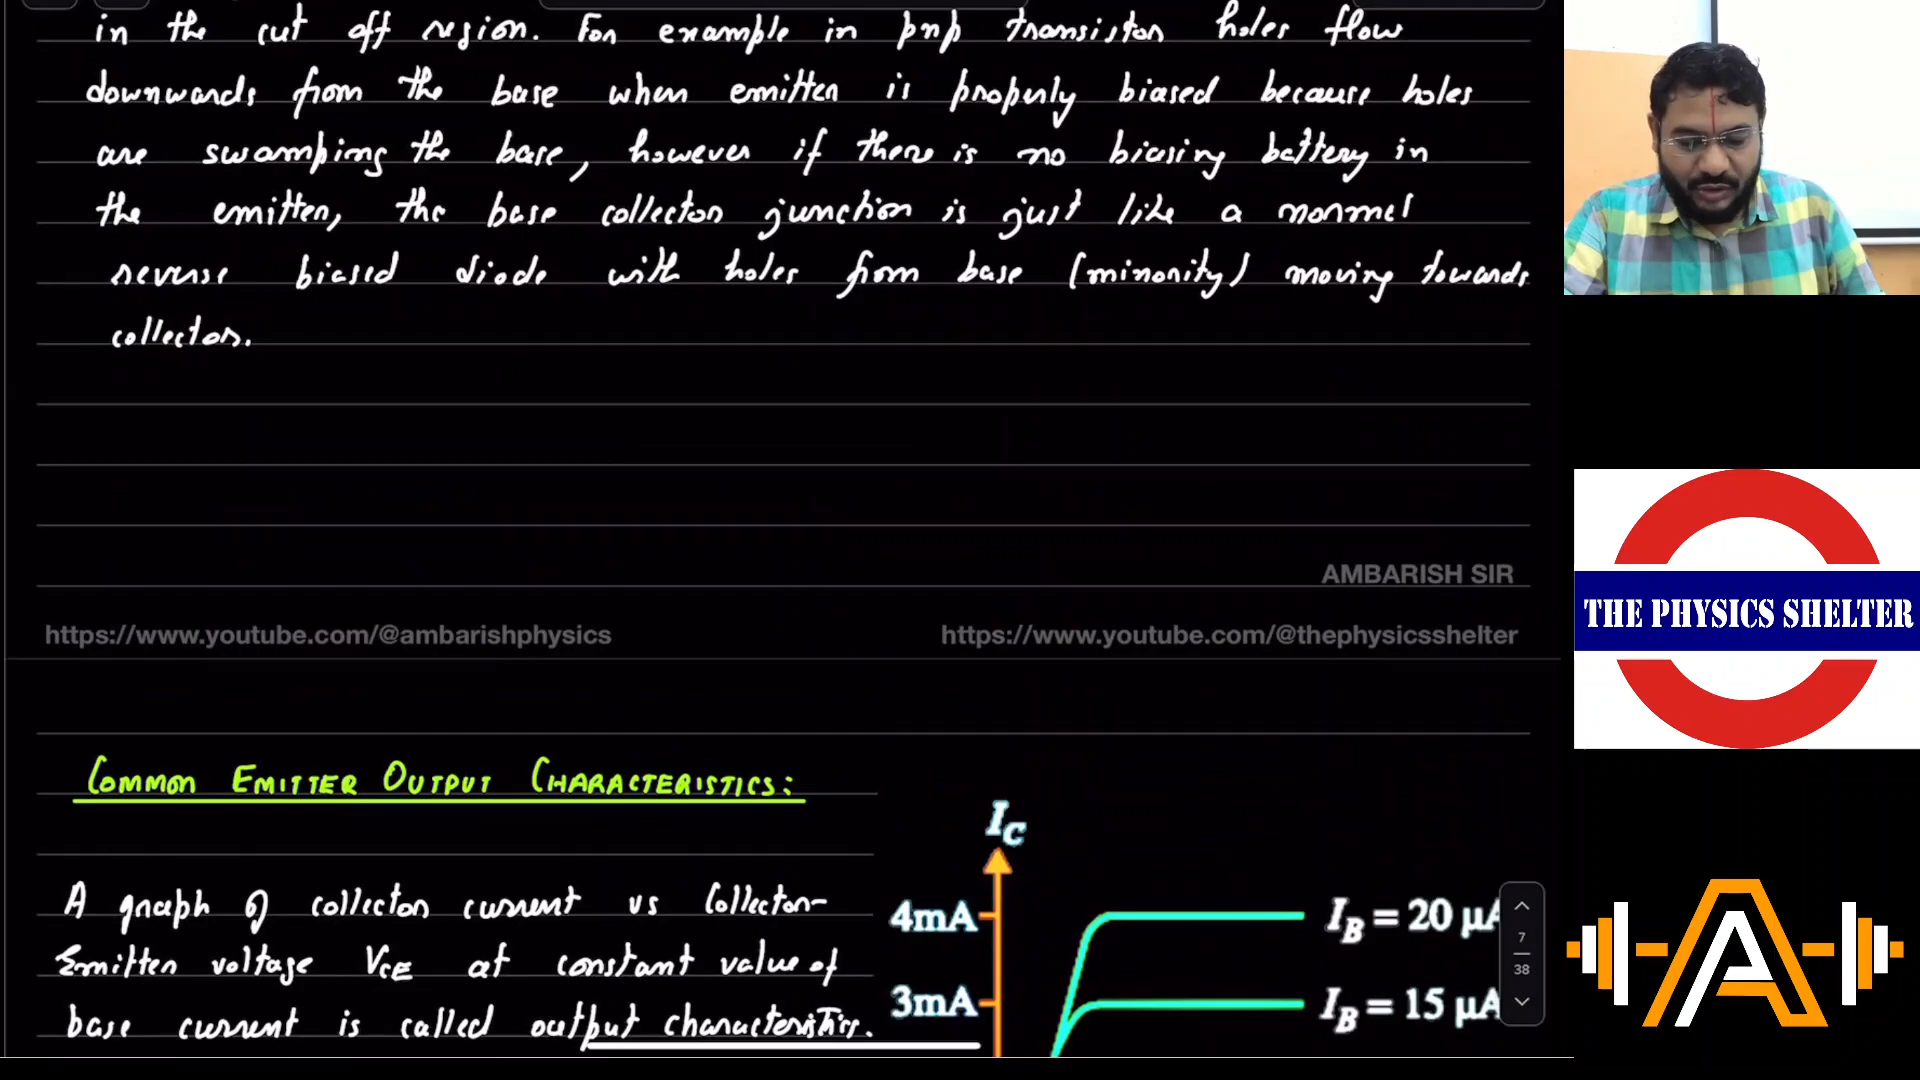 in the cut off region. For example in pnp transistor holes flow
downwards from the base when emitter is properly biased because holes
are swamping the base, however if there is no biasing battery in
the emitter, the base collector junction is just like a normal
reverse biased diode with holes from base (minority) moving towards
collector.
AMBARISH SIR
https://www.youtube.com/@ambarishphysics
https://www.youtube.com/@thephysicsshelter
THE PHYSICS SHELTER
COMMON EMITTER OUTPUT CHARACTERISTICS:
A graph of collector current vs Collector-
Emitter voltage VCE at constant value of
base current is called output characteristics.
IC
4mA
IB = 20 μA
3mA
IB = 15 μA
7
38
A